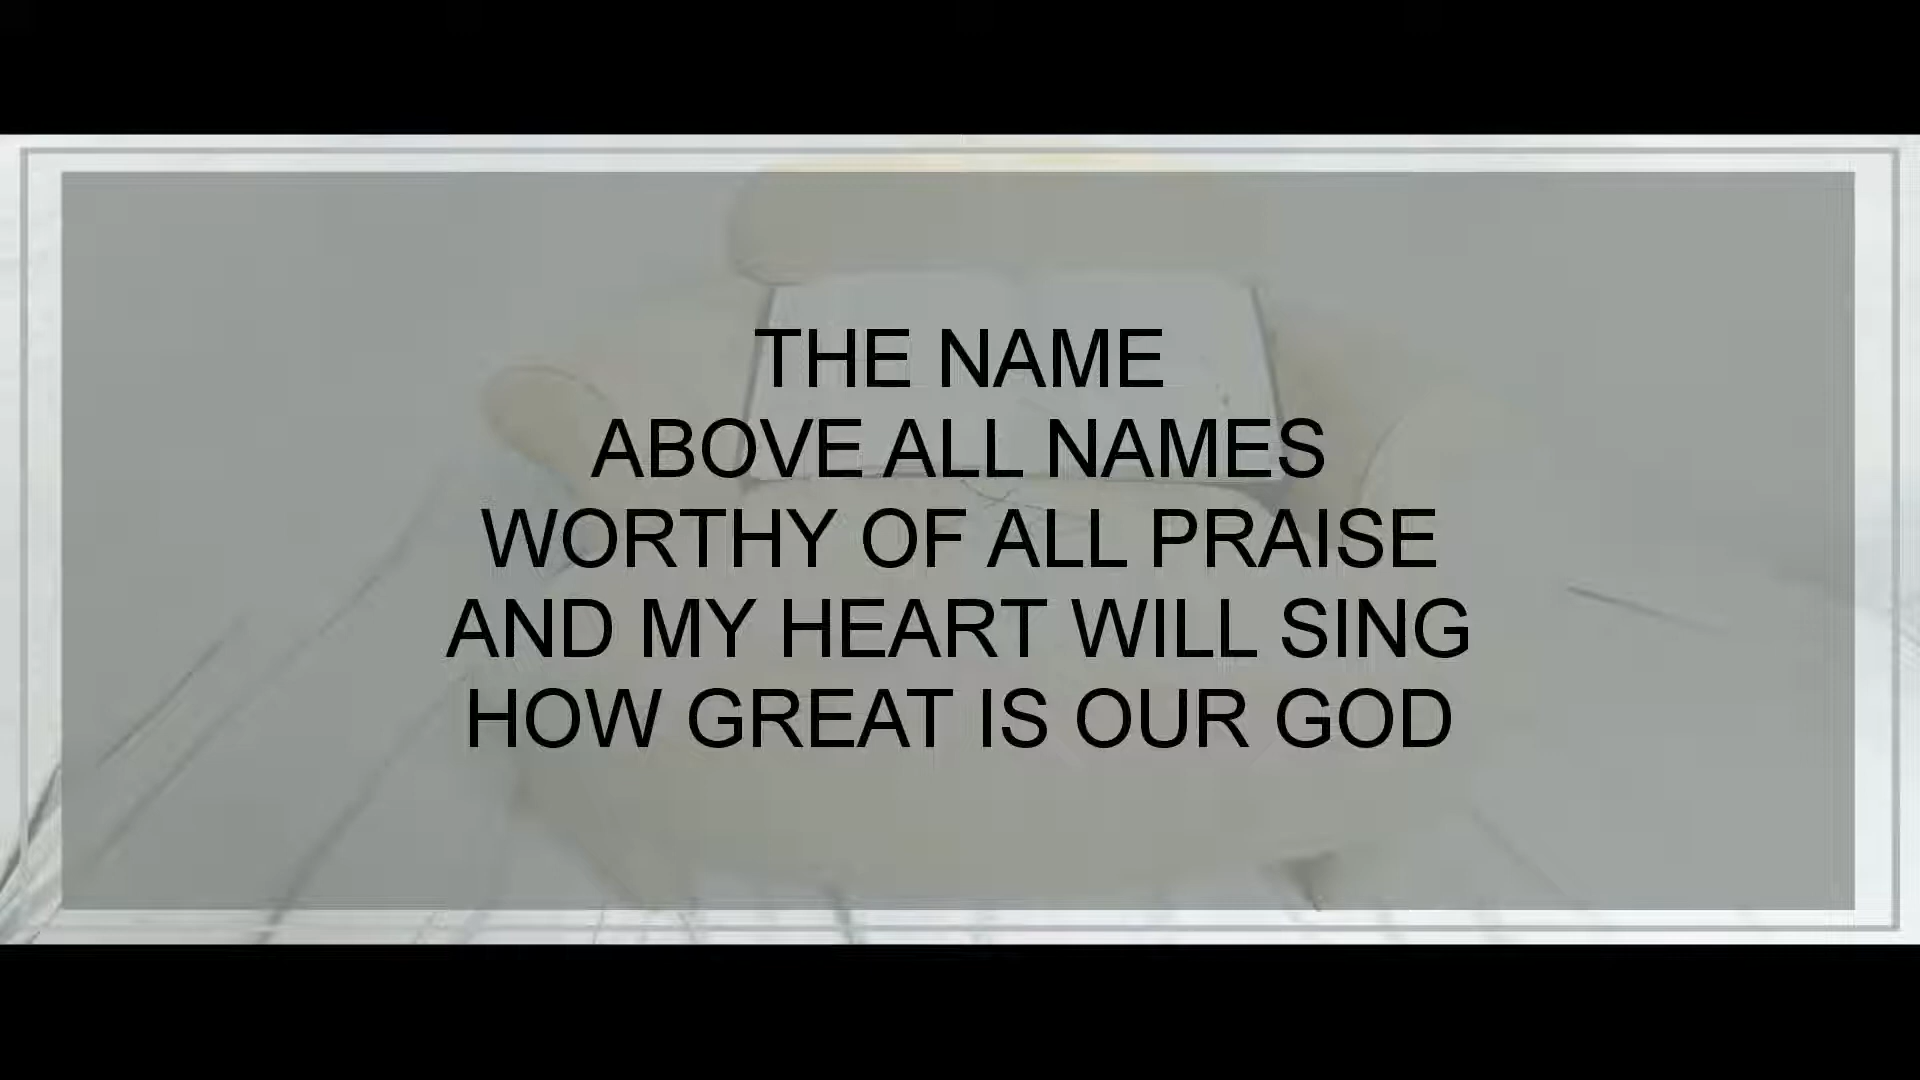 THE NAME
ABOVE ALL NAMES
WORTHY OF ALL PRAISE
AND MY HEART WILL SING
HOW GREAT IS OUR GOD